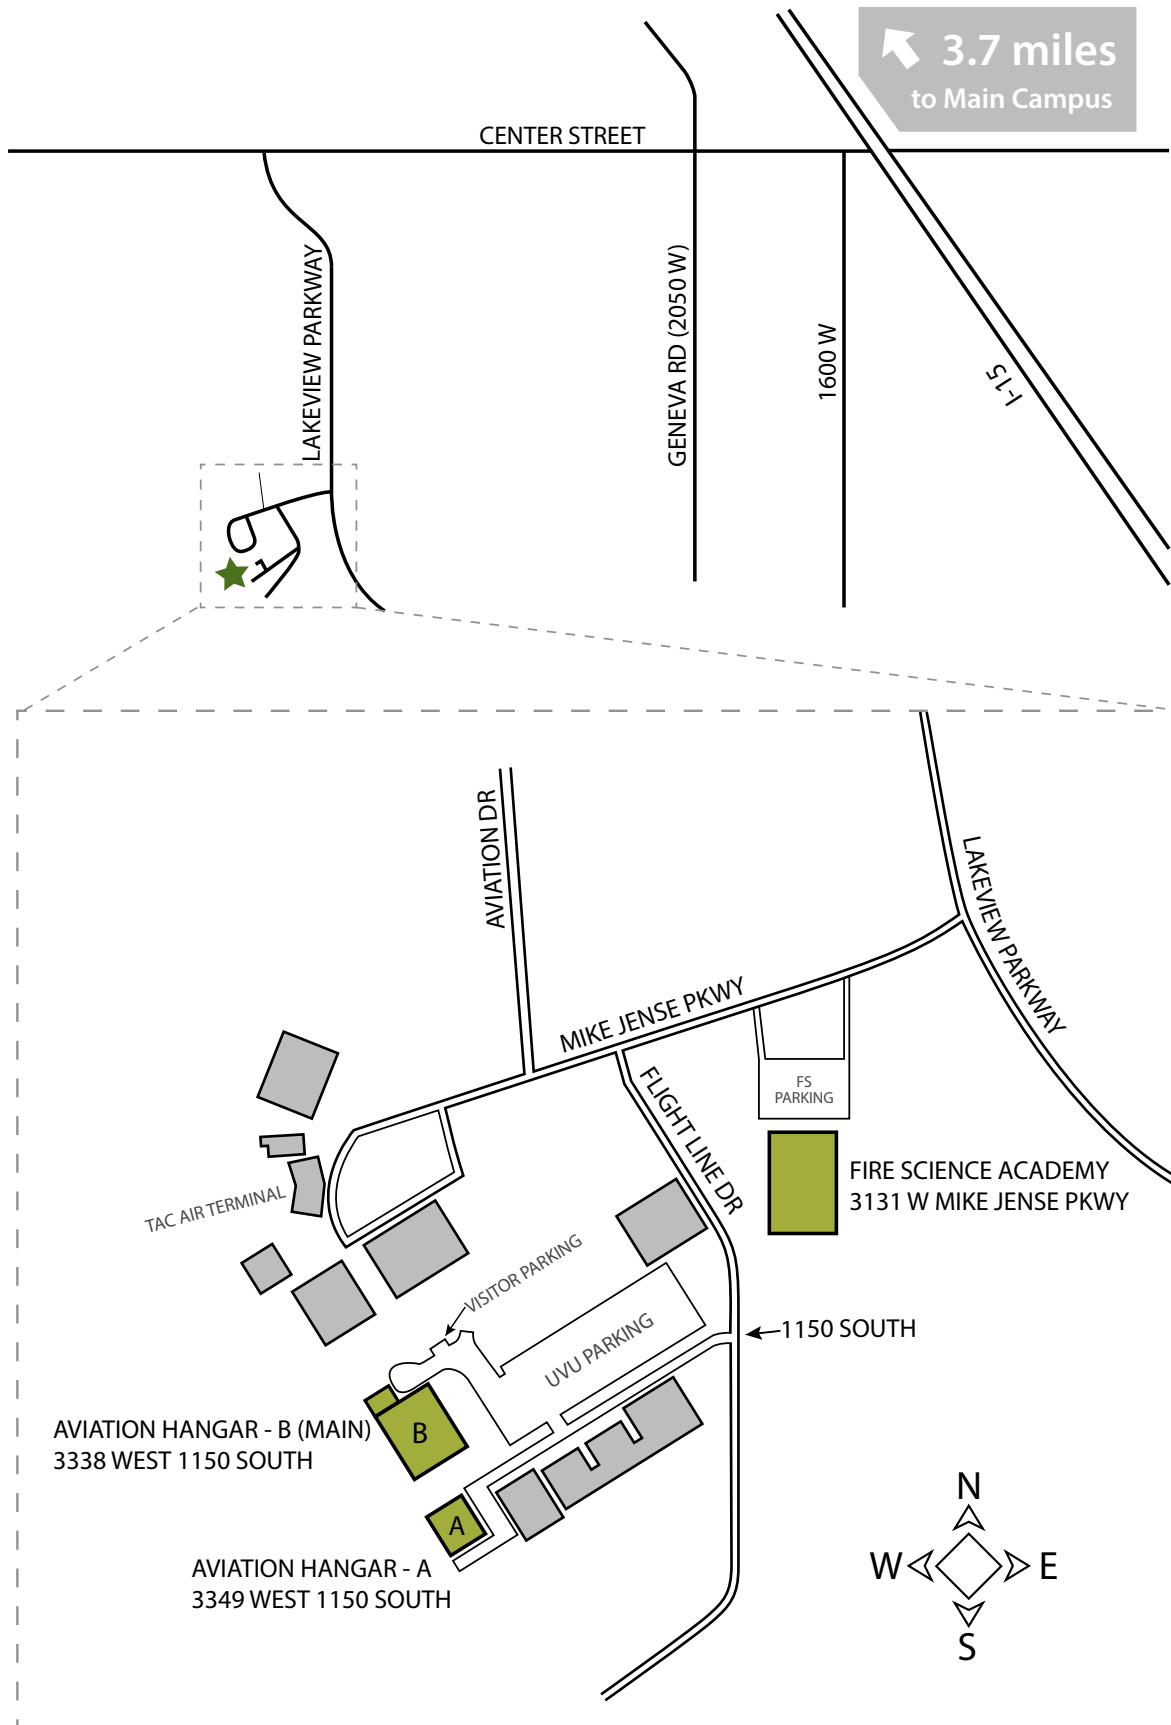 3.7 miles
to Main Campus
CENTER STREET
LAKEVIEW PARKWAY
GENEVA RD (2050 W)
1600 W
I-15
AVIATION DR
LAKEVIEW PARKWAY
MIKE JENSE PKWY
FLIGHT LINE DR
FS
PARKING
FIRE SCIENCE ACADEMY
3131 W MIKE JENSE PKWY
TAC AIR TERMINAL
VISITOR PARKING
UVU PARKING
1150 SOUTH
B
AVIATION HANGAR - B (MAIN)
3338 WEST 1150 SOUTH
A
AVIATION HANGAR - A
3349 WEST 1150 SOUTH
N
W
E
S